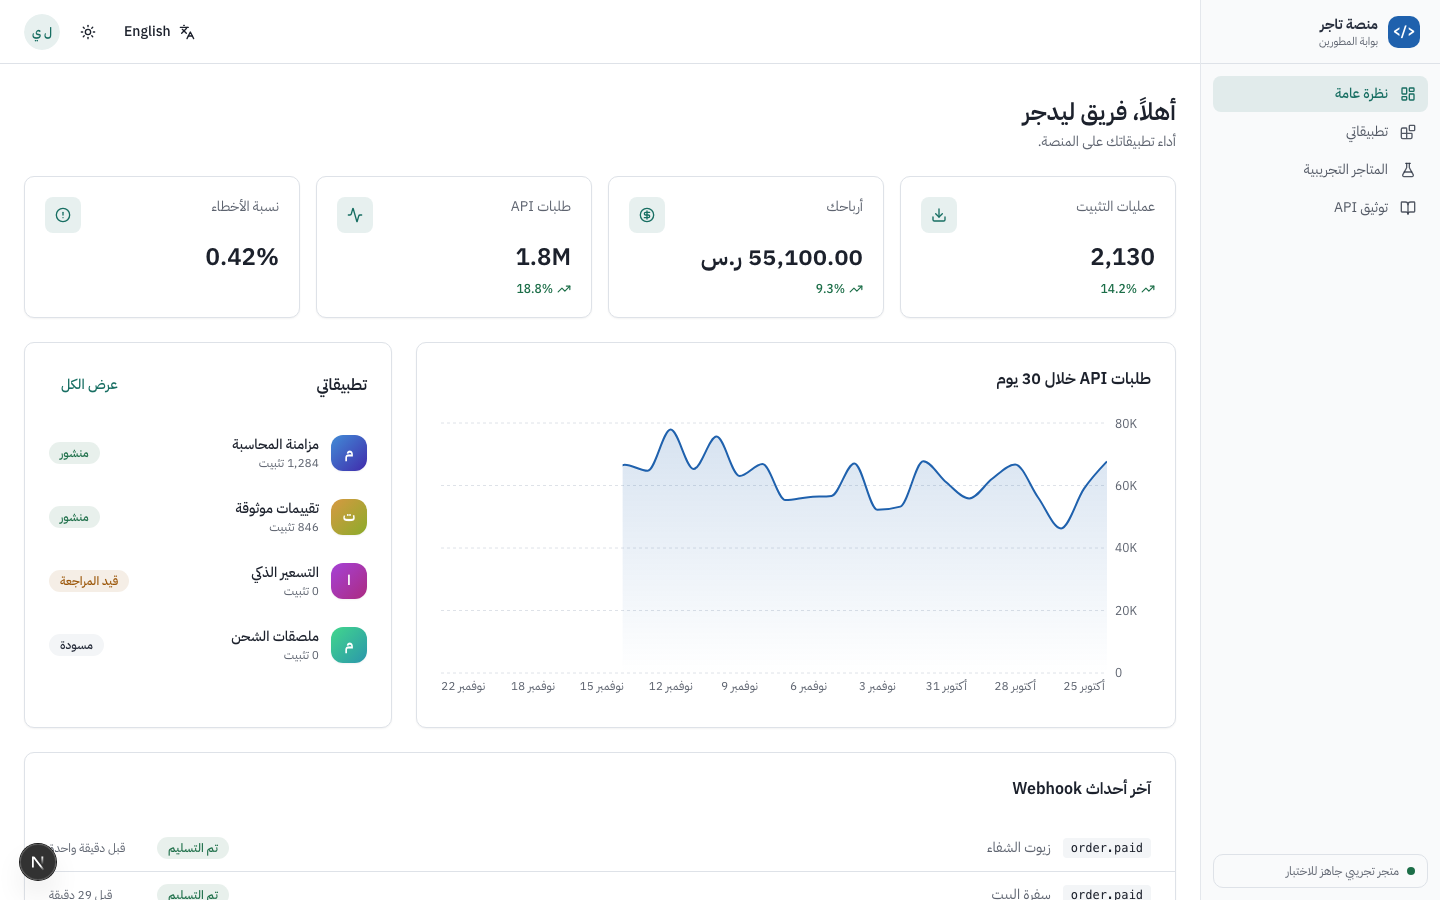 منصة تاجر
بوابة المطورين
نظرة عامة
تطبيقاتي
المتاجر التجريبية
توثيق API
متجر تجريبي جاهز للاختبار
English
ل ي
أهلاً، فريق ليدجر
أداء تطبيقاتك على المنصة.
عمليات التثبيت
2,130
14.2%
أرباحك
55,100.00 ر.س
9.3%
طلبات API
1.8M
18.8%
نسبة الأخطاء
0.42%
طلبات API خلال 30 يوم
80K
60K
40K
20K
0
25 أكتوبر
28 أكتوبر
31 أكتوبر
3 نوفمبر
6 نوفمبر
9 نوفمبر
12 نوفمبر
15 نوفمبر
18 نوفمبر
22 نوفمبر
تطبيقاتي
عرض الكل
م
مزامنة المحاسبة
1,284 تثبيت
منشور
ت
تقييمات موثوقة
846 تثبيت
منشور
ا
التسعير الذكي
0 تثبيت
قيد المراجعة
م
ملصقات الشحن
0 تثبيت
مسودة
آخر أحداث Webhook
order.paid زيوت الشفاء تم التسليم قبل دقيقة واحدة
order.paid سفرة البيت تم التسليم قبل 29 دقيقة
N